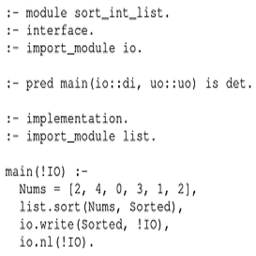 :- module sort_int_list.
:- interface.
:- import_module io.
:- pred main(io::di, uo::uo) is det.
:- implementation.
:- import_module list.
main(!IO) :-
Nums = [2, 4, 0, 3, 1, 2],
list.sort(Nums, Sorted),
io.write(Sorted, !IO),
io.nl(!IO).